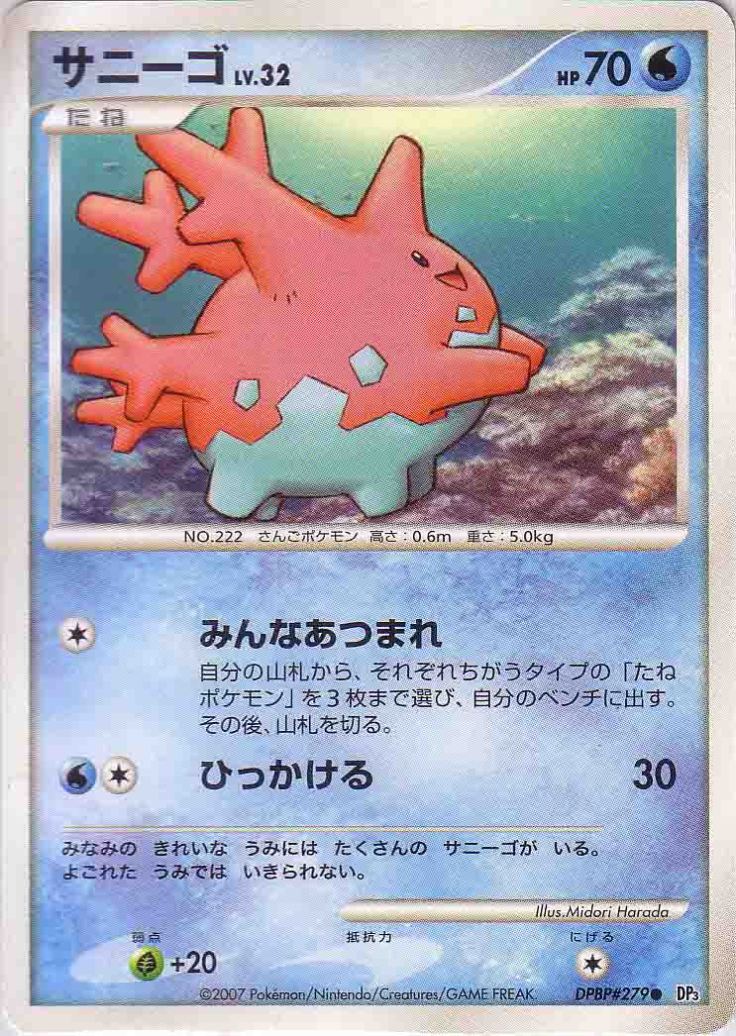 サニーゴ LV.32 HP 70
たね
NO.222 さんごポケモン 高さ:0.6m 重さ:5.0kg
みんなあつまれ
自分の山札から、それぞれちがうタイプの「たね
ポケモン」を3枚まで選び、自分のベンチに出す。
その後、山札を切る。
ひっかける 30
みなみの きれいな うみには たくさんの サニーゴが いる。
よごれた うみでは いきられない。
Illus.Midori Harada
弱点 抵抗力 にげる
+20
©2007 Pokémon/Nintendo/Creatures/GAME FREAK. DPBP#279 DP3